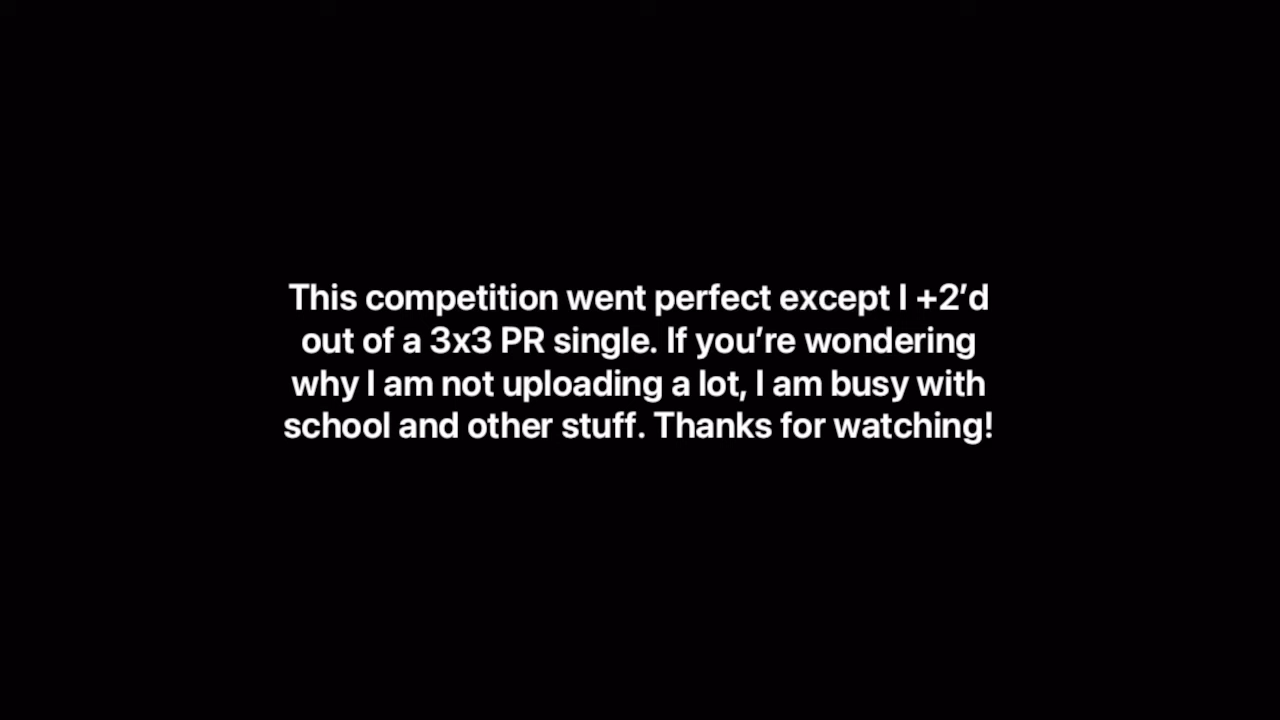 This competition went perfect except I +2’d
out of a 3x3 PR single. If you’re wondering
why I am not uploading a lot, I am busy with
school and other stuff. Thanks for watching!